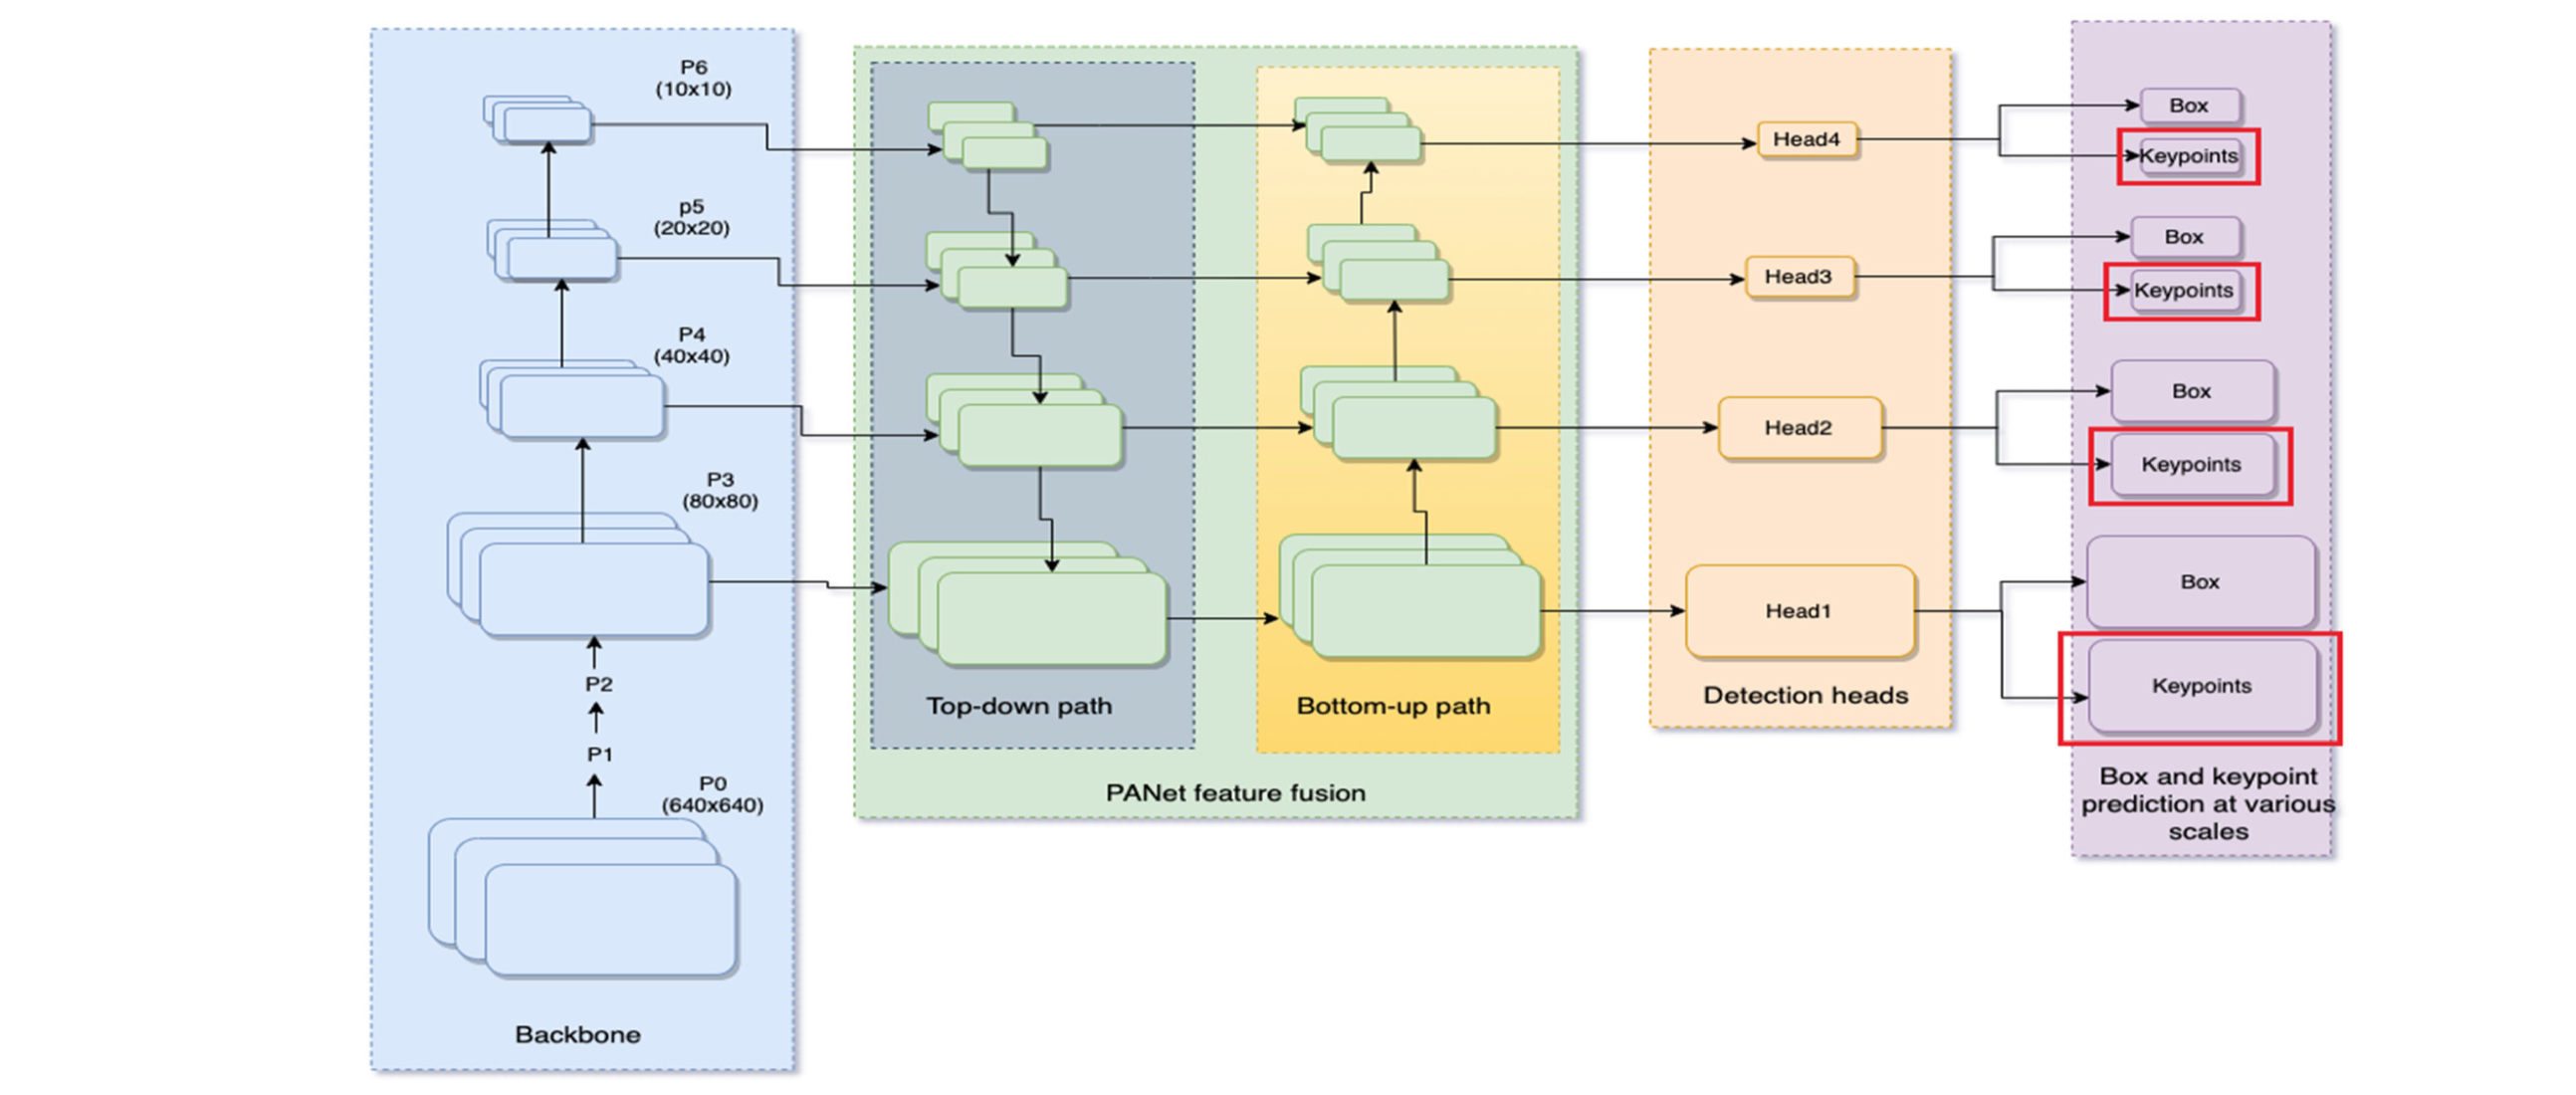 P6
(10x10)
p5
(20x20)
P4
(40x40)
P3
(80x80)
P2
P1
P0
(640x640)
Backbone
Top-down path
Bottom-up path
PANet feature fusion
Head4
Head3
Head2
Head1
Detection heads
Box
Keypoints
Box
Keypoints
Box
Keypoints
Box
Keypoints
Box and keypoint
prediction at various
scales